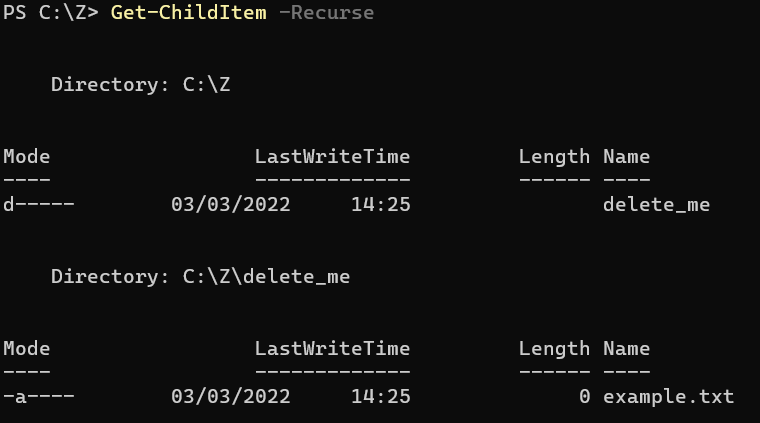 PS C:\Z> Get-ChildItem -Recurse
Directory: C:\Z
Mode                 LastWriteTime         Length Name
----                 -------------         ------ ----
d-----        03/03/2022     14:25                delete_me
Directory: C:\Z\delete_me
Mode                 LastWriteTime         Length Name
----                 -------------         ------ ----
-a----        03/03/2022     14:25              0 example.txt